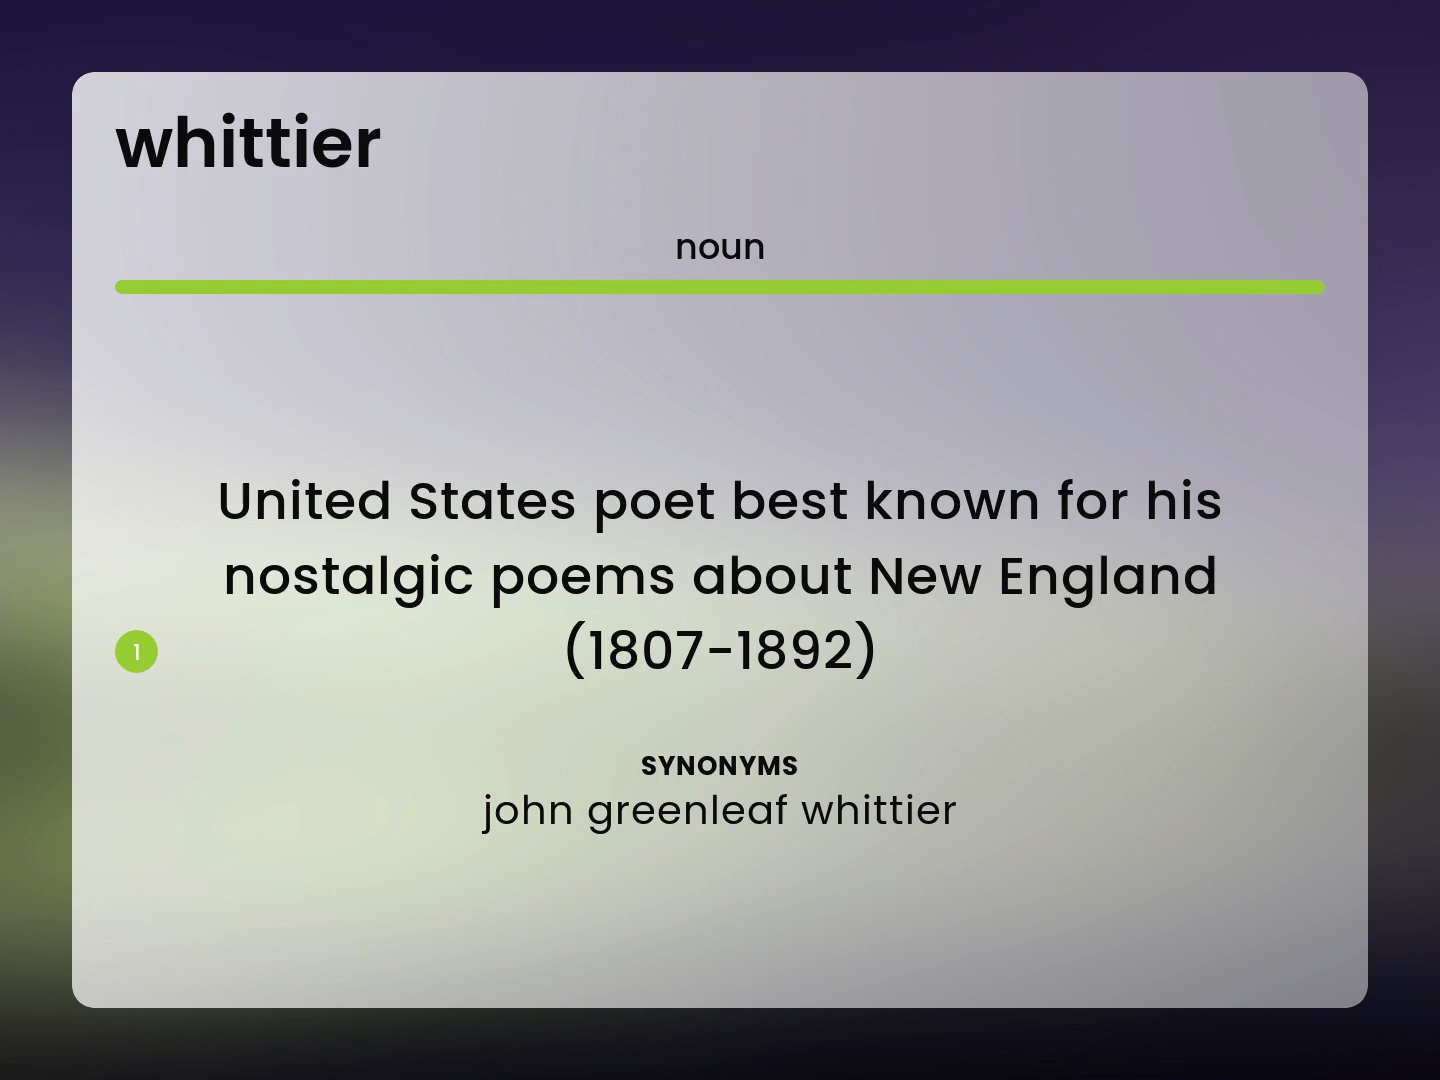 whittier
noun
United States poet best known for his
nostalgic poems about New England
1 (1807-1892)
SYNONYMS
john greenleaf whittier